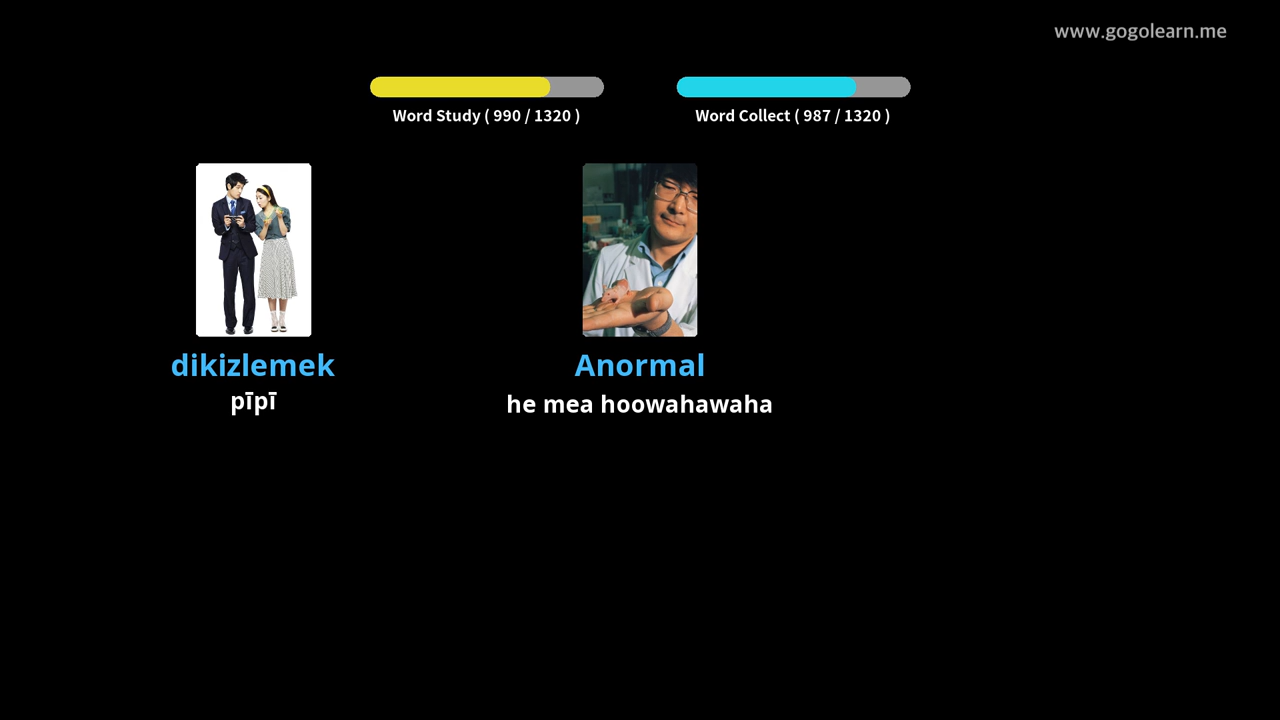 www.gogolearn.me
Word Study ( 990 / 1320 )
Word Collect ( 987 / 1320 )
dikizlemek
pīpī
Anormal
he mea hoowahawaha